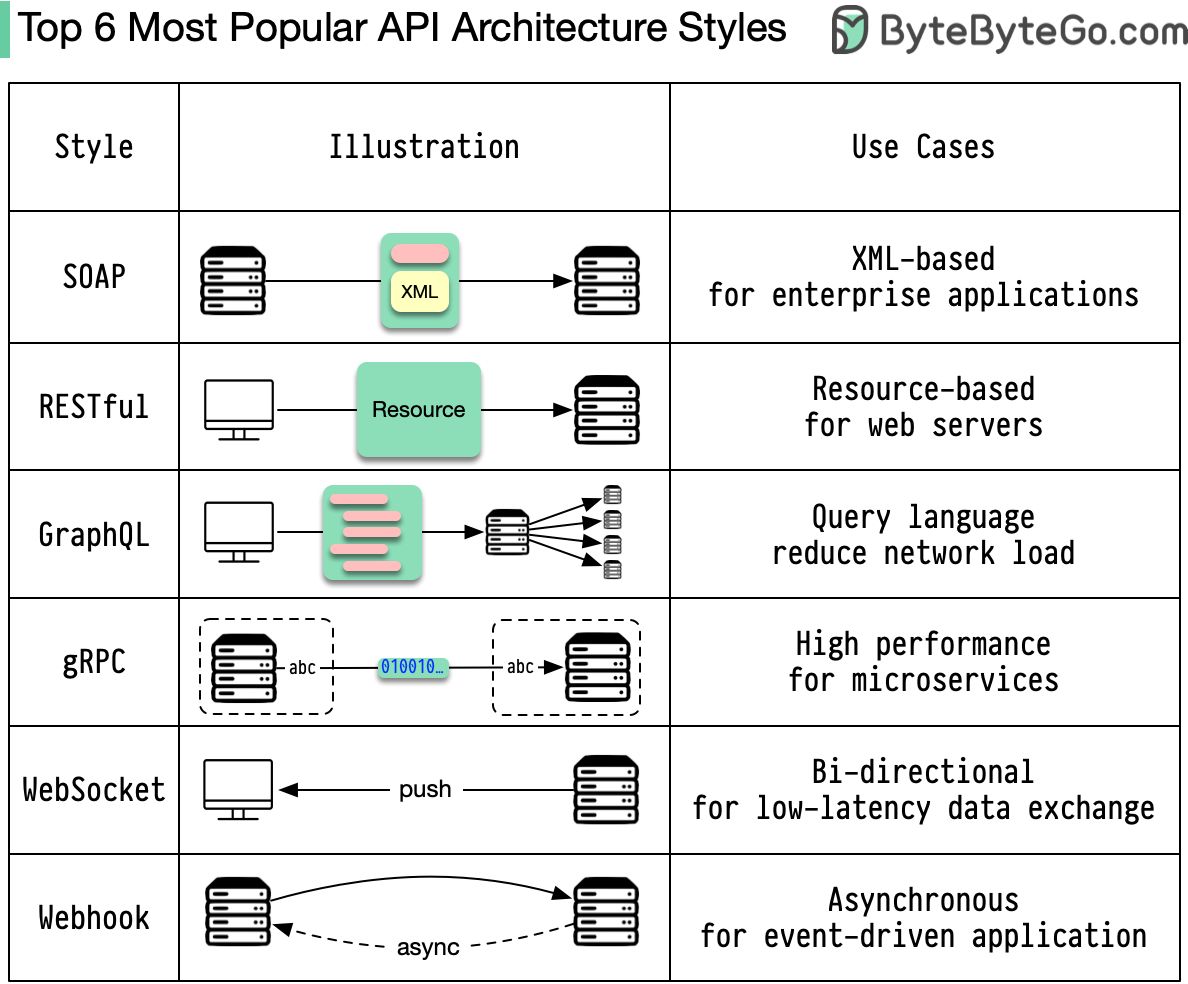 Top 6 Most Popular API Architecture Styles
ByteByteGo.com
Style
Illustration
Use Cases
SOAP
XML
XML-based
for enterprise applications
RESTful
Resource
Resource-based
for web servers
GraphQL
Query language
reduce network load
gRPC
abc
010010…
abc
High performance
for microservices
WebSocket
push
Bi-directional
for low-latency data exchange
Webhook
async
Asynchronous
for event-driven application